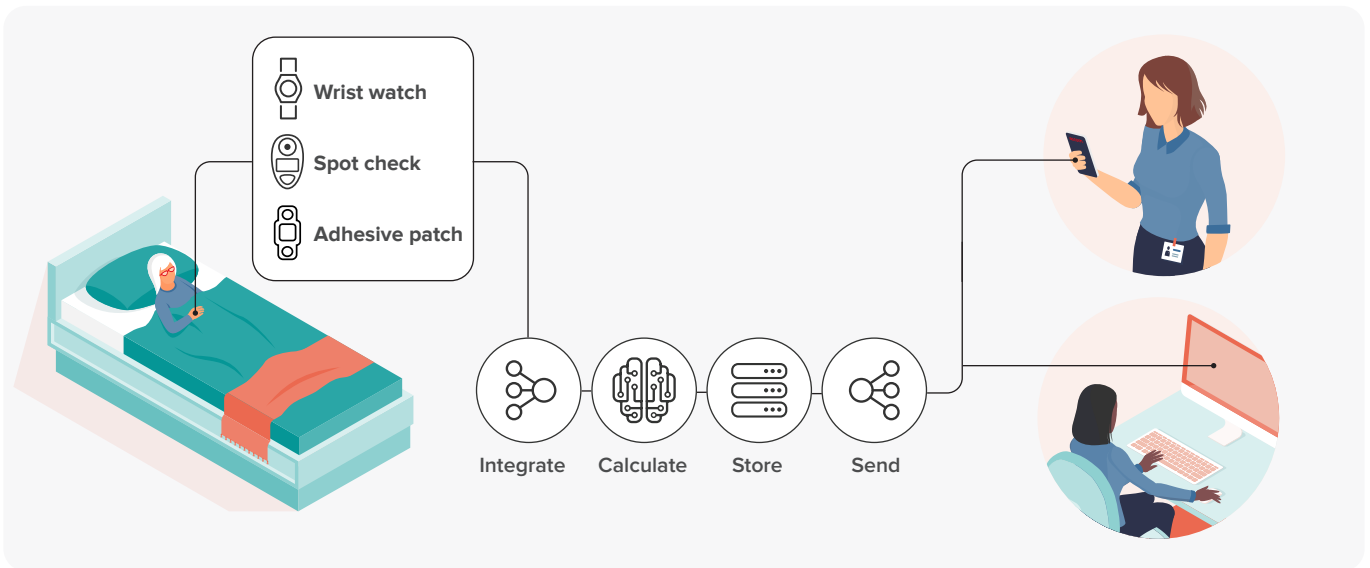 Wrist watch
Spot check
Adhesive patch
Integrate
Calculate
Store
Send